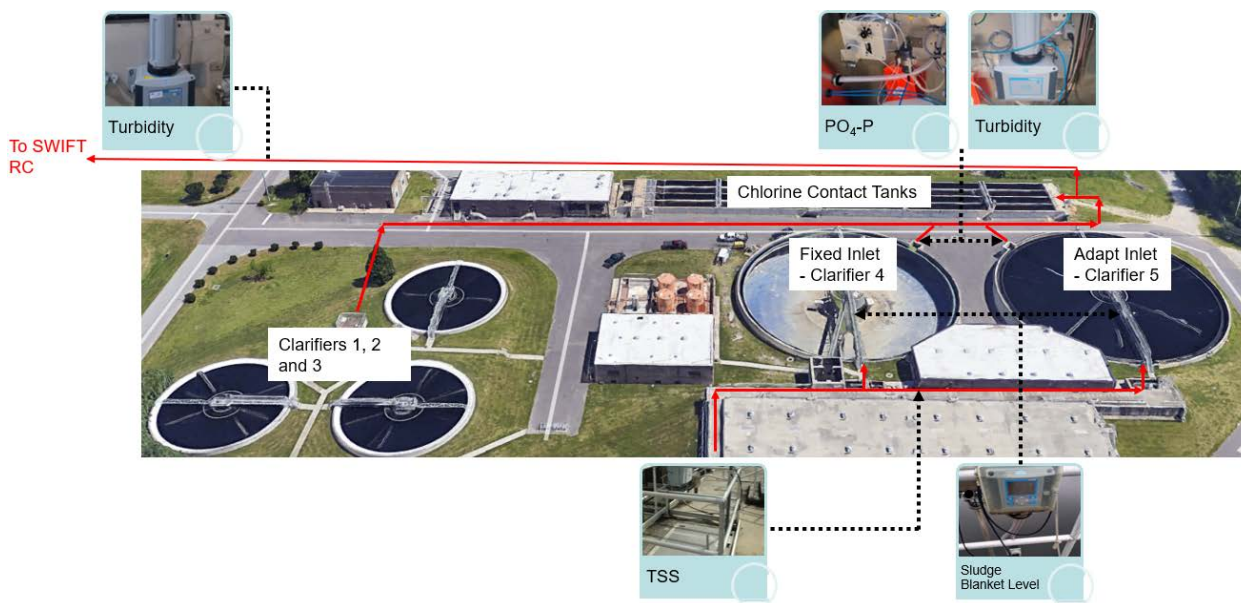 Turbidity
PO₄-P
Turbidity
To SWIFT
RC
Chlorine Contact Tanks
Fixed Inlet
- Clarifier 4
Adapt Inlet
- Clarifier 5
Clarifiers 1, 2
and 3
TSS
Sludge
Blanket Level